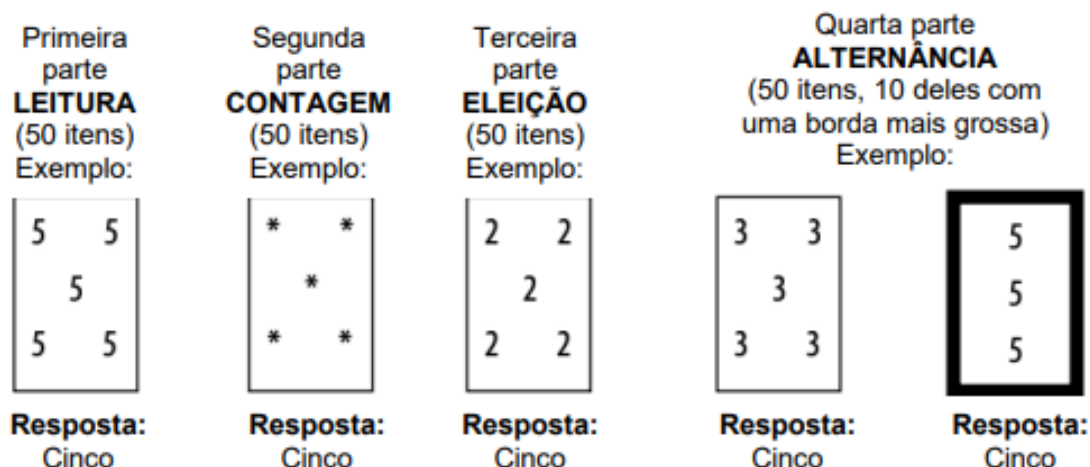 Primeira
parte
LEITURA
(50 itens)
Exemplo:
5 5
5
5 5
Resposta:
Cinco
Segunda
parte
CONTAGEM
(50 itens)
Exemplo:
* *
*
* *
Resposta:
Cinco
Terceira
parte
ELEIÇÃO
(50 itens)
Exemplo:
2 2
2
2 2
Resposta:
Cinco
Quarta parte
ALTERNÂNCIA
(50 itens, 10 deles com
uma borda mais grossa)
Exemplo:
3 3
3
3 3
Resposta:
Cinco
5
5
5
Resposta:
Cinco